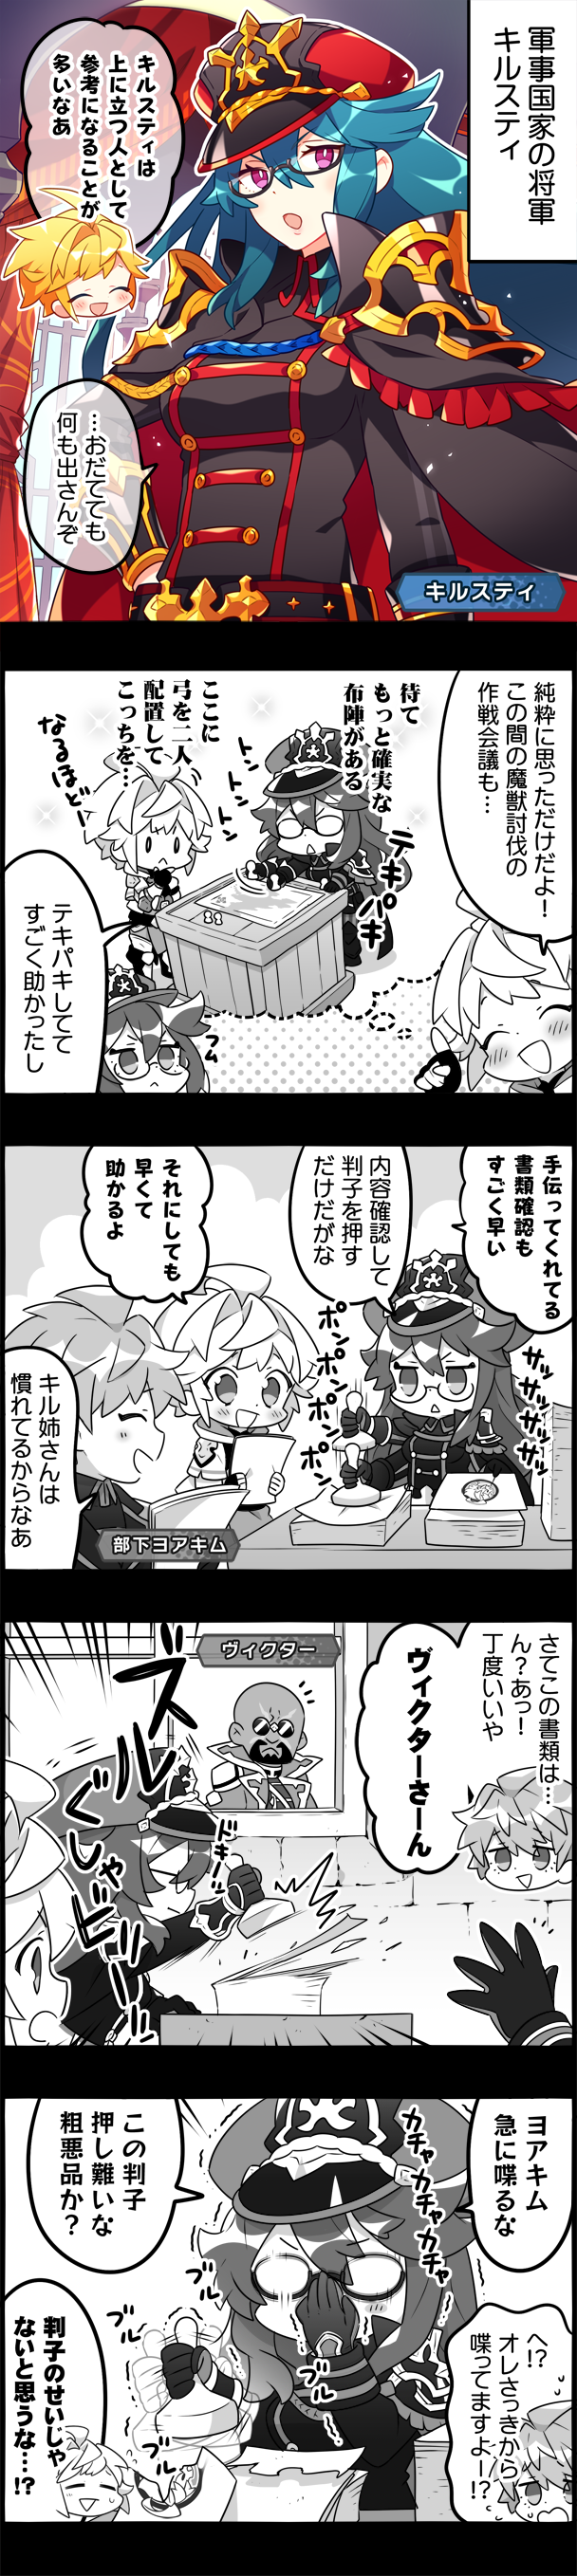 軍事国家の将軍
キルスティ
キルスティは
上に立つ人として
参考になることが
多いなあ
…おだてても
何も出さんぞ
キルスティ
純粋に思っただけだよ!
この間の魔獣討伐の
作戦会議も…
待て
もっと確実な
布陣がある
トン
トン
トン
ここに
弓を二人
配置して
こっちを…
なるほどー
テキパキ
テキパキしてて
すごく助かったし
フム
手伝ってくれてる
書類確認も
すごく早い
サッサッサッサッ
内容確認して
判子を押す
だけだがな
ポンポンポンポン
それにしても
早くて
助かるよ
キル姉さんは
慣れてるからなあ
部下ヨアキム
さてこの書類は…
ん?あっ!
丁度いいや
ヴィクターさーん
ヴィクター
ドキーッ
ズルッ
ぐしゃ
ビリーッ
ヨアキム
急に喋るな
カチャカチャカチャ
この判子
押し難いな
粗悪品か?
へ!?
オレさっきから
喋ってますよー!?
ブル
ブル
ブル
ブル
判子のせいじゃ
ないと思うな…!?